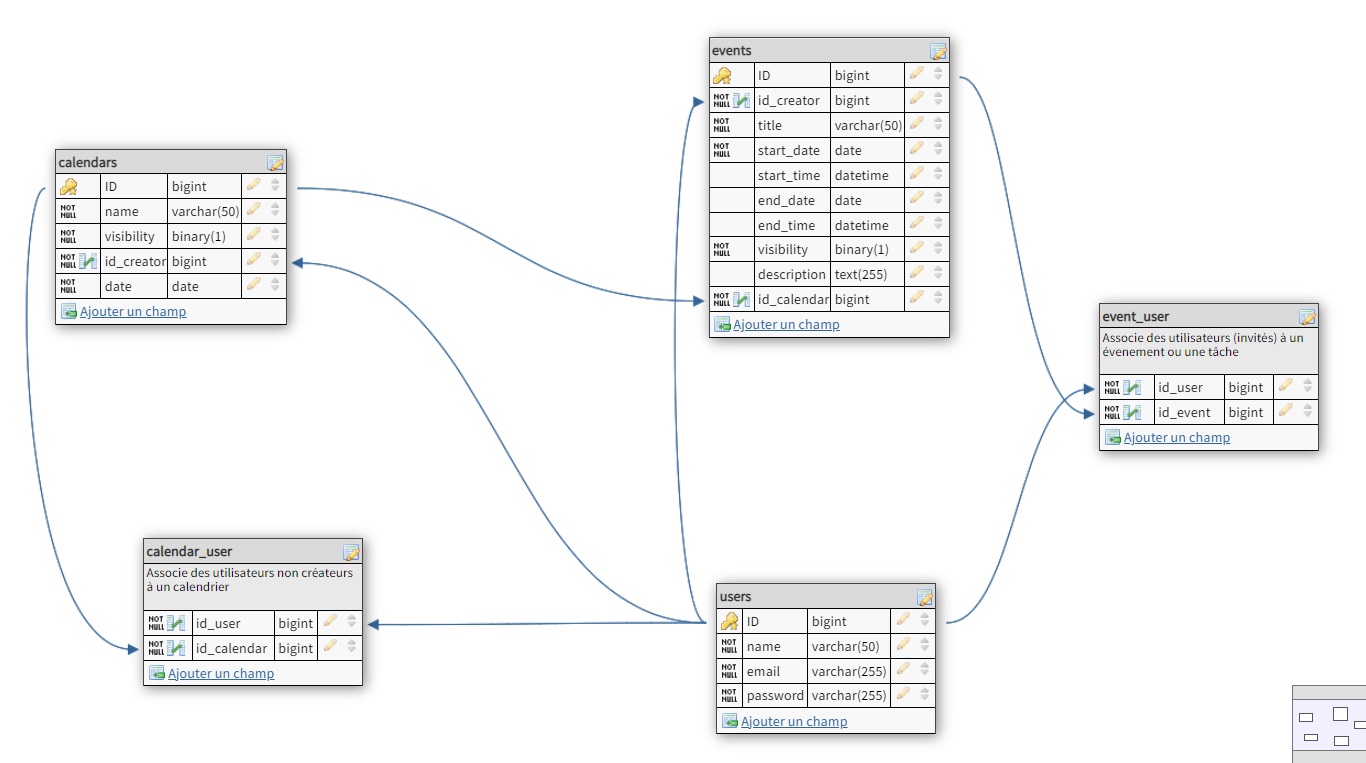 calendars
ID bigint
NOT NULL name varchar(50)
NOT NULL visibility binary(1)
NOT NULL id_creator bigint
NOT NULL date date
Ajouter un champ
events
ID bigint
NOT NULL id_creator bigint
NOT NULL title varchar(50)
NOT NULL start_date date
start_time datetime
end_date date
end_time datetime
NOT NULL visibility binary(1)
description text(255)
NOT NULL id_calendar bigint
Ajouter un champ
event_user
Associe des utilisateurs (invités) à un
évenement ou une tâche
NOT NULL id_user bigint
NOT NULL id_event bigint
Ajouter un champ
calendar_user
Associe des utilisateurs non créateurs
à un calendrier
NOT NULL id_user bigint
NOT NULL id_calendar bigint
Ajouter un champ
users
ID bigint
NOT NULL name varchar(50)
NOT NULL email varchar(255)
NOT NULL password varchar(255)
Ajouter un champ